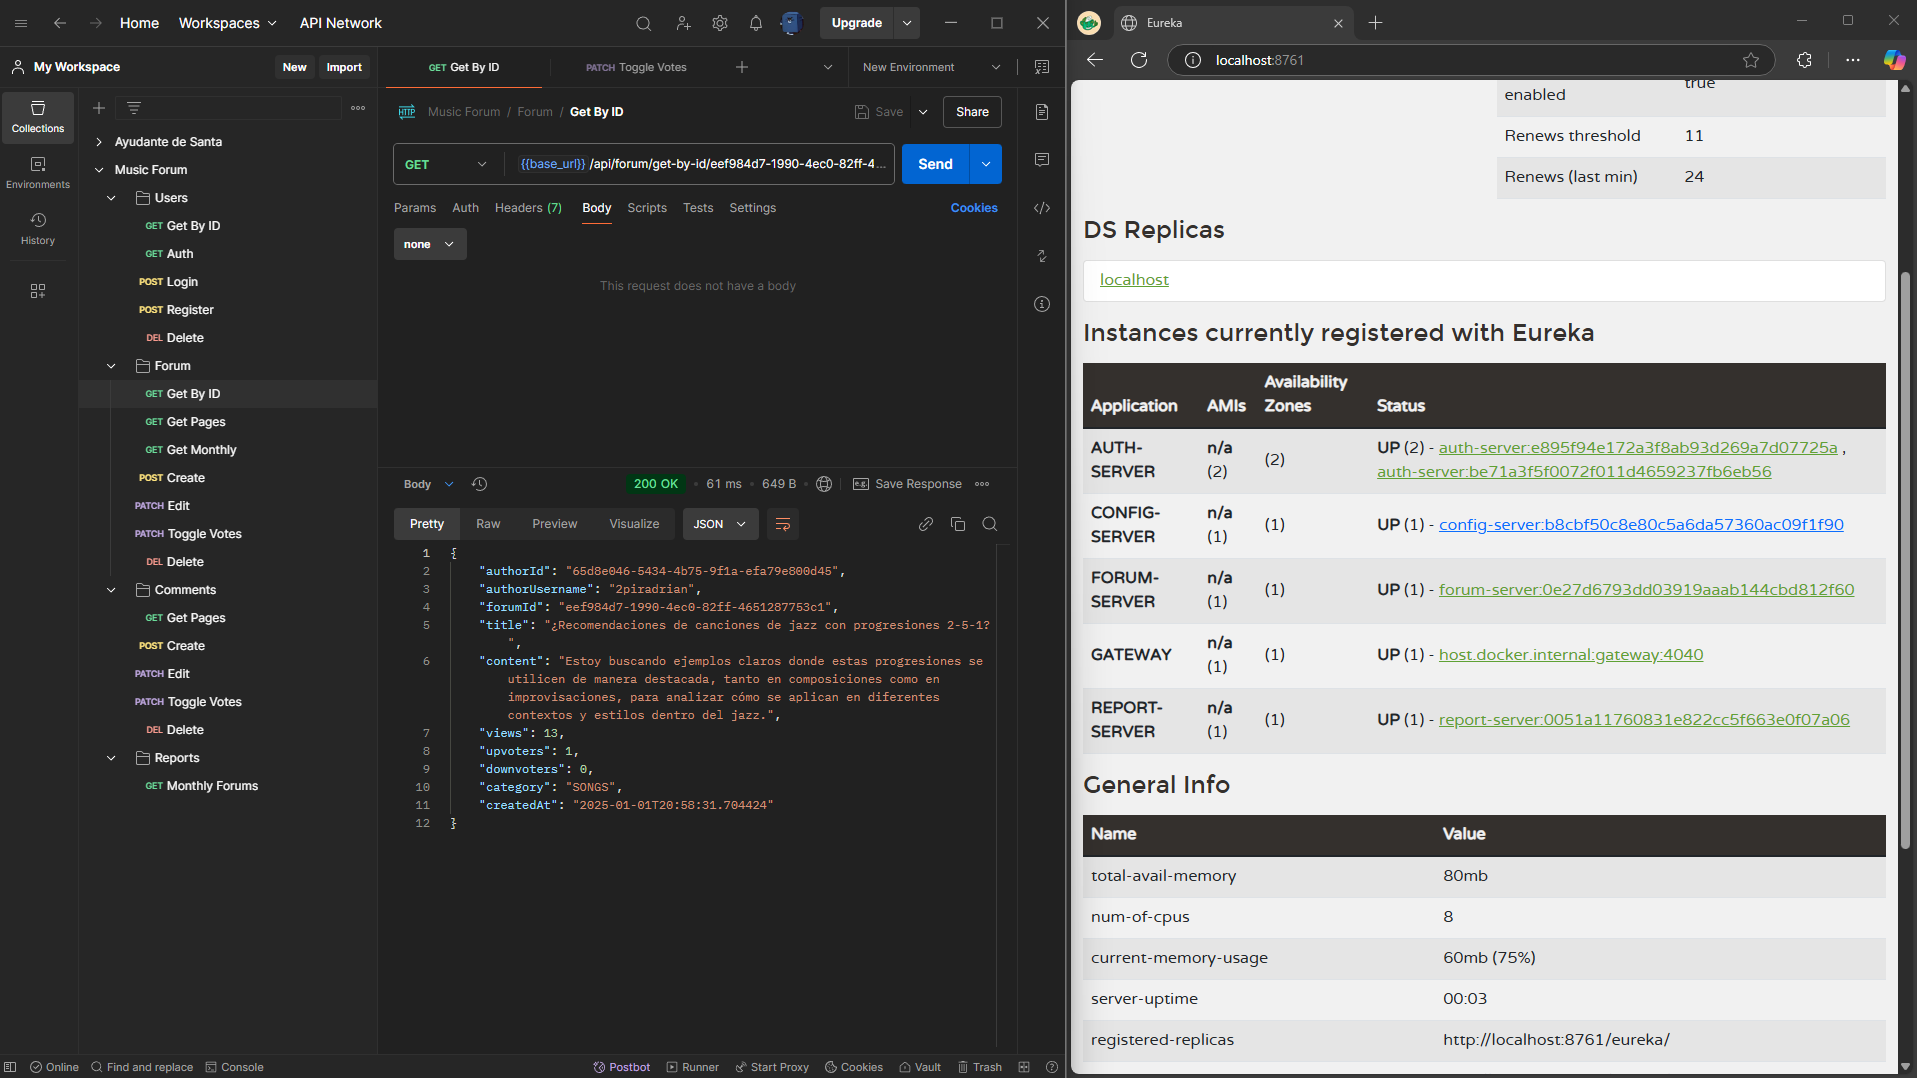 Home Workspaces API Network Upgrade
My Workspace New Import
GET Get By ID PATCH Toggle Votes New Environment
Collections
Environments
History
Ayudante de Santa
Music Forum
Users
GET Get By ID
GET Auth
POST Login
POST Register
DEL Delete
Forum
GET Get By ID
GET Get Pages
GET Get Monthly
POST Create
PATCH Edit
PATCH Toggle Votes
DEL Delete
Comments
GET Get Pages
POST Create
PATCH Edit
PATCH Toggle Votes
DEL Delete
Reports
GET Monthly Forums
HTTP Music Forum / Forum / Get By ID Save Share
GET {{base_url}} /api/forum/get-by-id/eef984d7-1990-4ec0-82ff-4... Send
Params Auth Headers (7) Body Scripts Tests Settings Cookies
none
This request does not have a body
Body 200 OK • 61 ms • 649 B • Save Response
Pretty Raw Preview Visualize JSON
1 {
2 "authorId": "65d8e046-5434-4b75-9f1a-efa79e800d45",
3 "authorUsername": "2piradrian",
4 "forumId": "eef984d7-1990-4ec0-82ff-4651287753c1",
5 "title": "¿Recomendaciones de canciones de jazz con progresiones 2-5-1?
",
6 "content": "Estoy buscando ejemplos claros donde estas progresiones se
utilicen de manera destacada, tanto en composiciones como en
improvisaciones, para analizar cómo se aplican en diferentes
contextos y estilos dentro del jazz.",
7 "views": 13,
8 "upvoters": 1,
9 "downvoters": 0,
10 "category": "SONGS",
11 "createdAt": "2025-01-01T20:58:31.704424"
12 }
Online Find and replace Console Postbot Runner Start Proxy Cookies Vault Trash
Eureka
localhost:8761
enabled true
Renews threshold 11
Renews (last min) 24
DS Replicas
localhost
Instances currently registered with Eureka
Application AMIs Availability Zones Status
AUTH-SERVER n/a (2) (2) UP (2) - auth-server:e895f94e172a3f8ab93d269a7d07725a ,
auth-server:be71a3f5f0072f011d4659237fb6eb56
CONFIG-SERVER n/a (1) (1) UP (1) - config-server:b8cbf50c8e80c5a6da57360ac09f1f90
FORUM-SERVER n/a (1) (1) UP (1) - forum-server:0e27d6793dd03919aaab144cbd812f60
GATEWAY n/a (1) (1) UP (1) - host.docker.internal:gateway:4040
REPORT-SERVER n/a (1) (1) UP (1) - report-server:0051a11760831e822cc5f663e0f07a06
General Info
Name Value
total-avail-memory 80mb
num-of-cpus 8
current-memory-usage 60mb (75%)
server-uptime 00:03
registered-replicas http://localhost:8761/eureka/